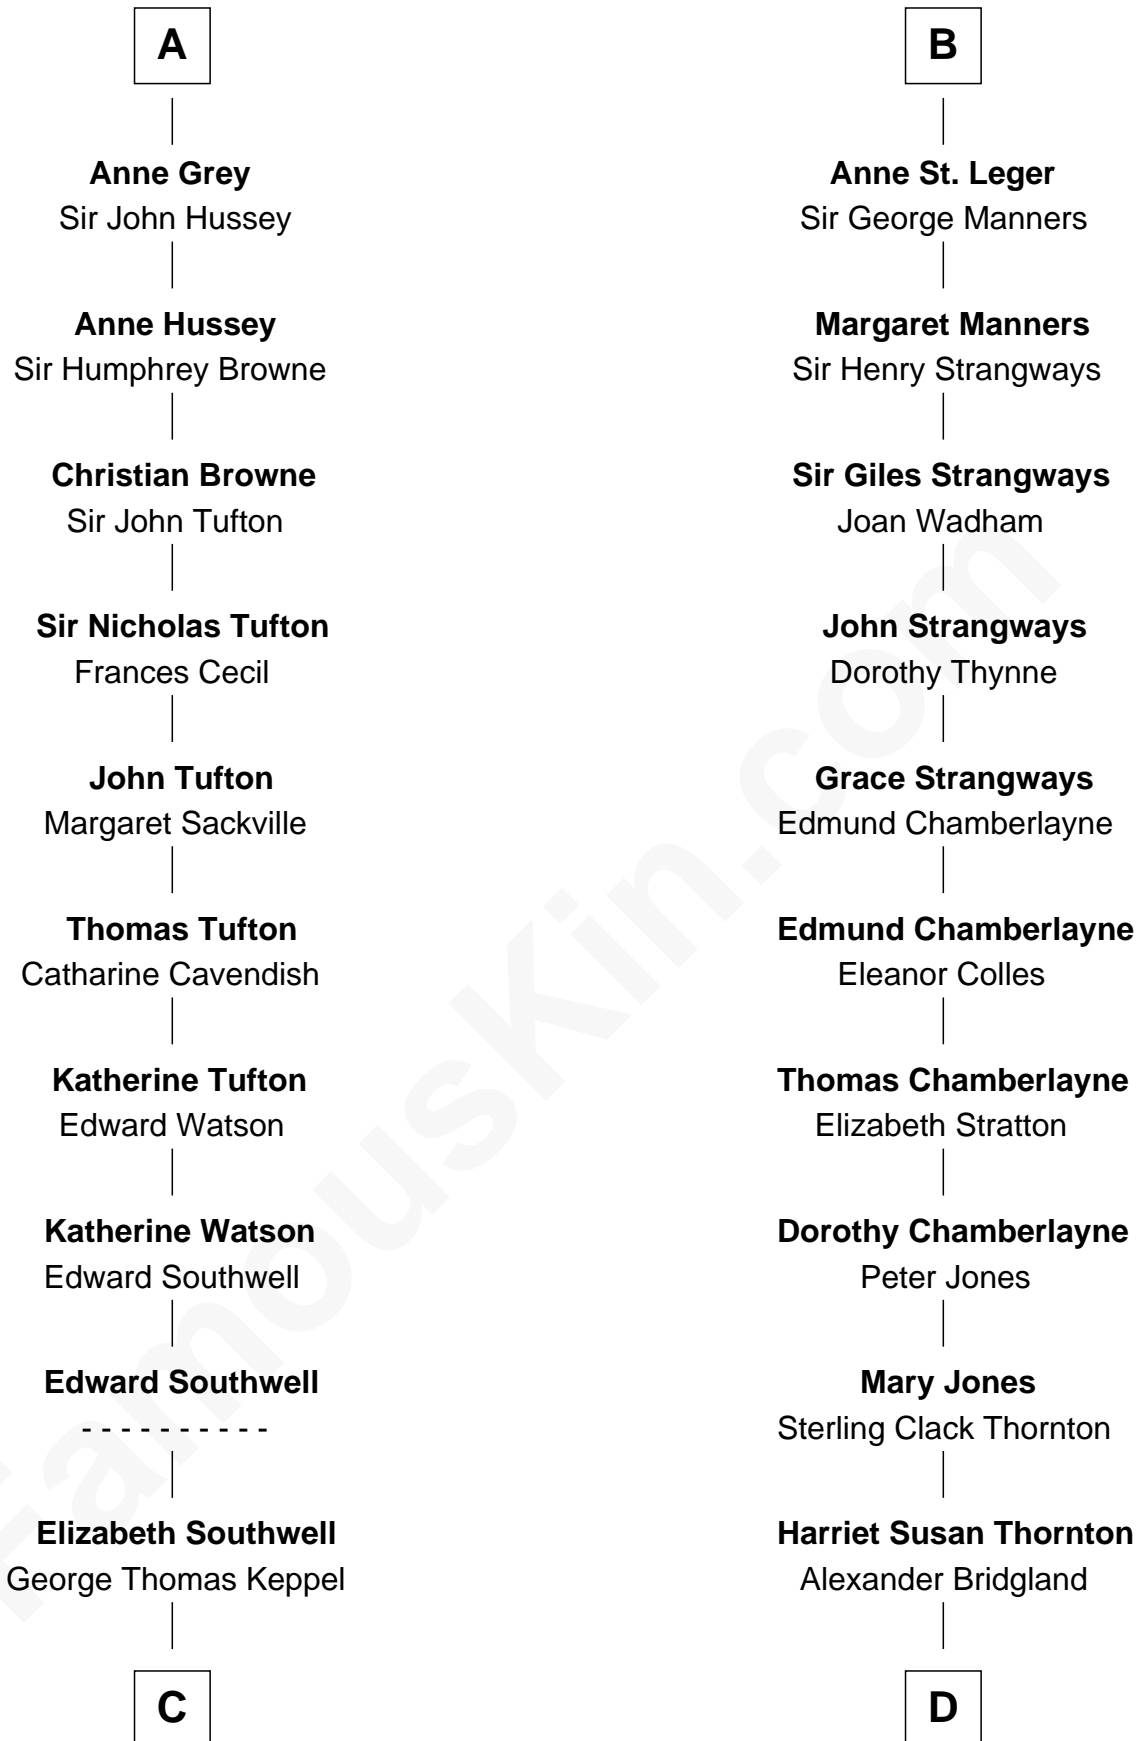 A
Anne Grey
Sir John Hussey
Anne Hussey
Sir Humphrey Browne
Christian Browne
Sir John Tufton
Sir Nicholas Tufton
Frances Cecil
John Tufton
Margaret Sackville
Thomas Tufton
Catharine Cavendish
Katherine Tufton
Edward Watson
Katherine Watson
Edward Southwell
Edward Southwell
- - - - - - - - - -
Elizabeth Southwell
George Thomas Keppel
C
B
Anne St. Leger
Sir George Manners
Margaret Manners
Sir Henry Strangways
Sir Giles Strangways
Joan Wadham
John Strangways
Dorothy Thynne
Grace Strangways
Edmund Chamberlayne
Edmund Chamberlayne
Eleanor Colles
Thomas Chamberlayne
Elizabeth Stratton
Dorothy Chamberlayne
Peter Jones
Mary Jones
Sterling Clack Thornton
Harriet Susan Thornton
Alexander Bridgland
D
FamousKin.com